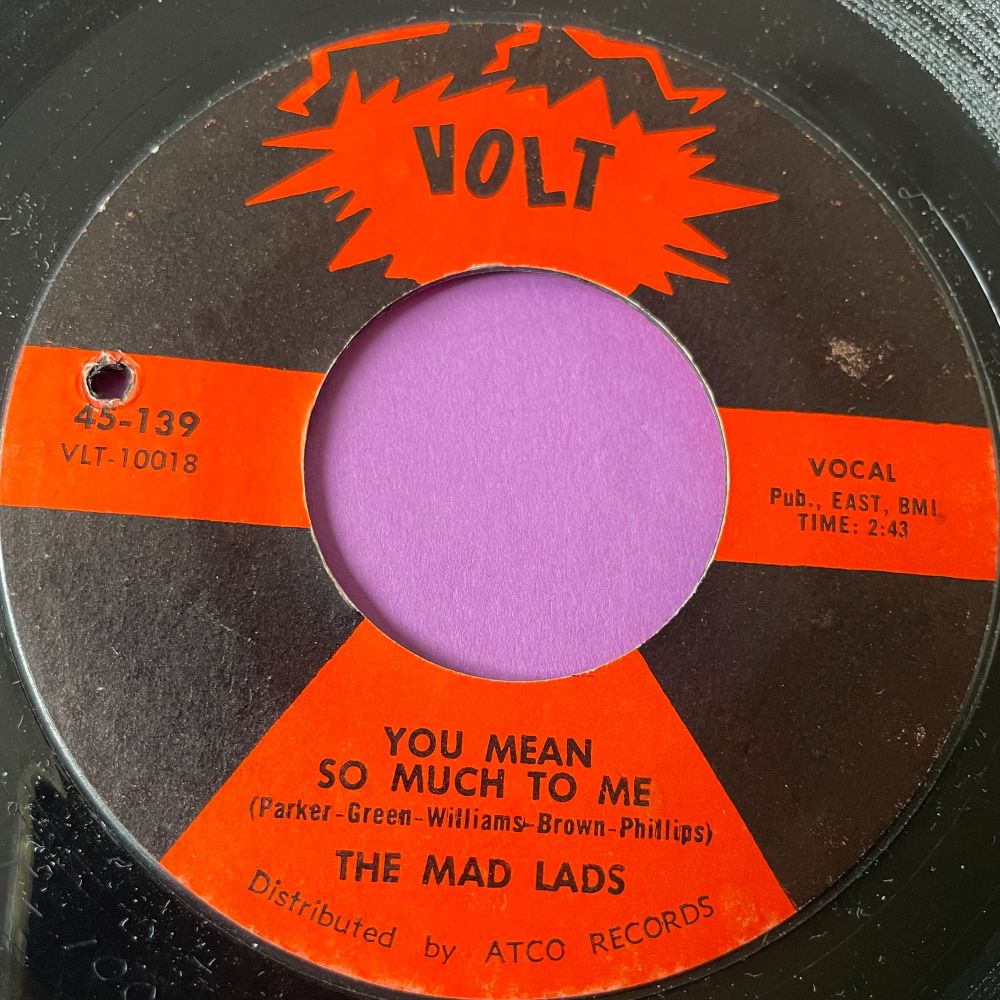 VOLT
45-139
VLT-10018
VOCAL
Pub., EAST, BMI
TIME: 2:43
YOU MEAN
SO MUCH TO ME
(Parker-Green-Williams-Brown-Phillips)
THE MAD LADS
Distributed by ATCO RECORDS